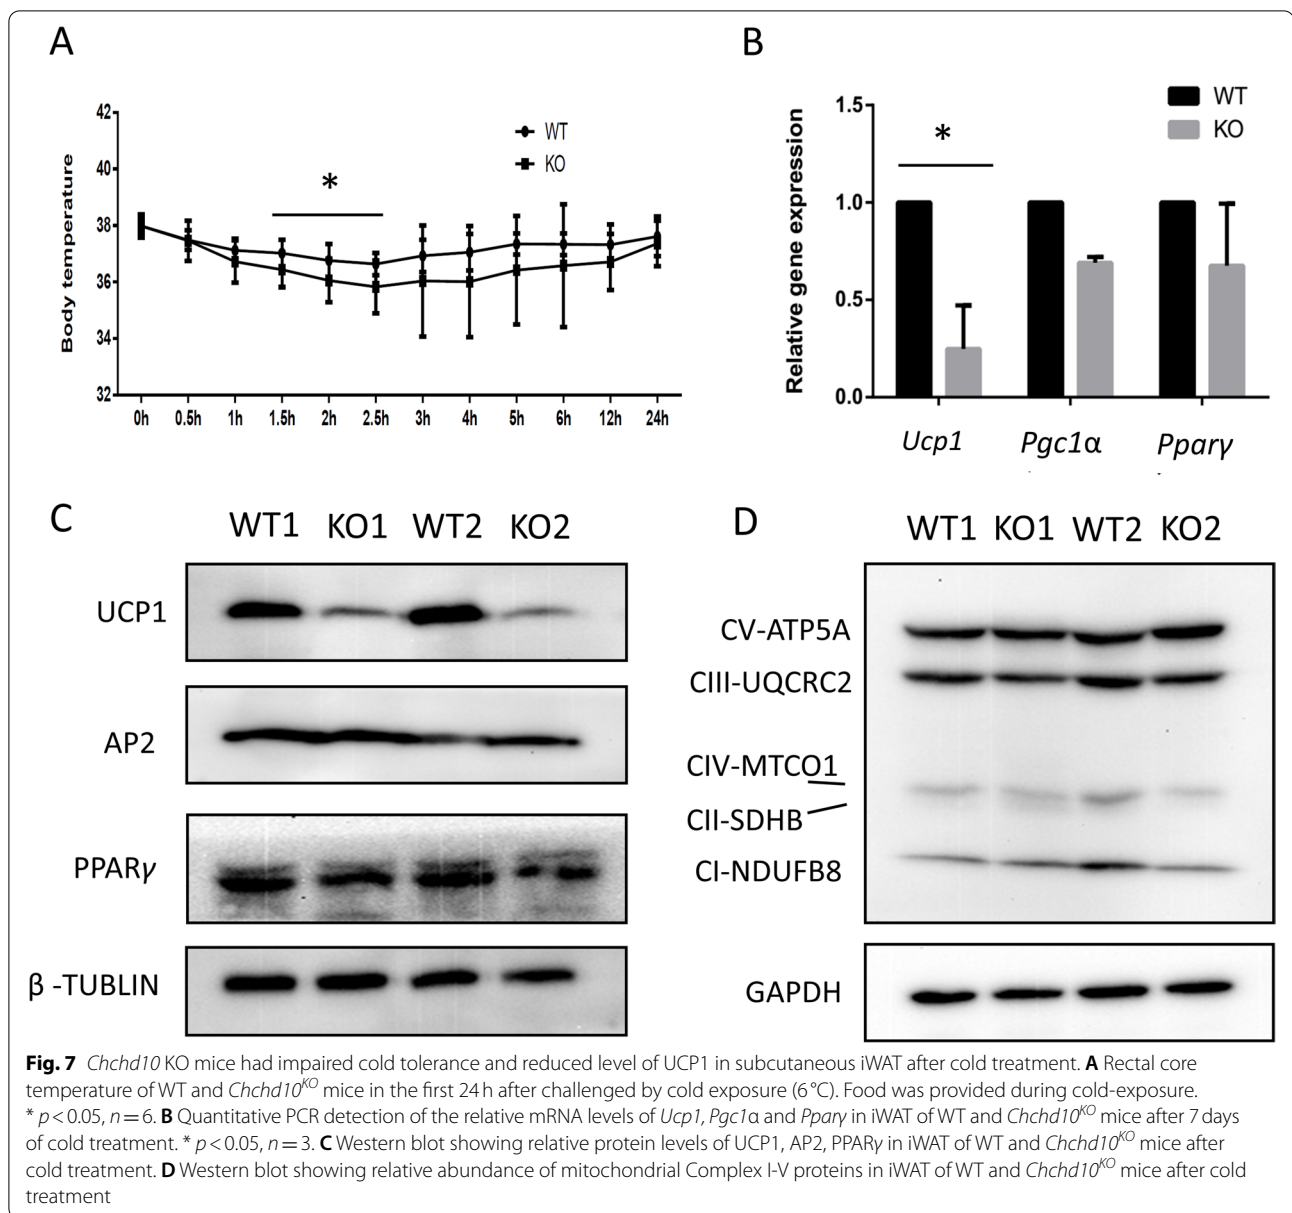 A
42
40
38
36
34
32
Body temperature
*
WT
KO
0h 0.5h 1h 1.5h 2h 2.5h 3h 4h 5h 6h 12h 24h
B
1.5
1.0
0.5
0.0
Relative gene expression
*
WT
KO
Ucp1 Pgc1α Pparγ
C
WT1 KO1 WT2 KO2
UCP1
AP2
PPARγ
β -TUBLIN
D
WT1 KO1 WT2 KO2
CV-ATP5A
CIII-UQCRC2
CIV-MTCO1
CII-SDHB
CI-NDUFB8
GAPDH
Fig. 7 Chchd10 KO mice had impaired cold tolerance and reduced level of UCP1 in subcutaneous iWAT after cold treatment. A Rectal core
temperature of WT and Chchd10KO mice in the first 24 h after challenged by cold exposure (6 °C). Food was provided during cold-exposure.
* p < 0.05, n = 6. B Quantitative PCR detection of the relative mRNA levels of Ucp1, Pgc1α and Pparγ in iWAT of WT and Chchd10KO mice after 7 days
of cold treatment. * p < 0.05, n = 3. C Western blot showing relative protein levels of UCP1, AP2, PPARγ in iWAT of WT and Chchd10KO mice after
cold treatment. D Western blot showing relative abundance of mitochondrial Complex I-V proteins in iWAT of WT and Chchd10KO mice after cold
treatment